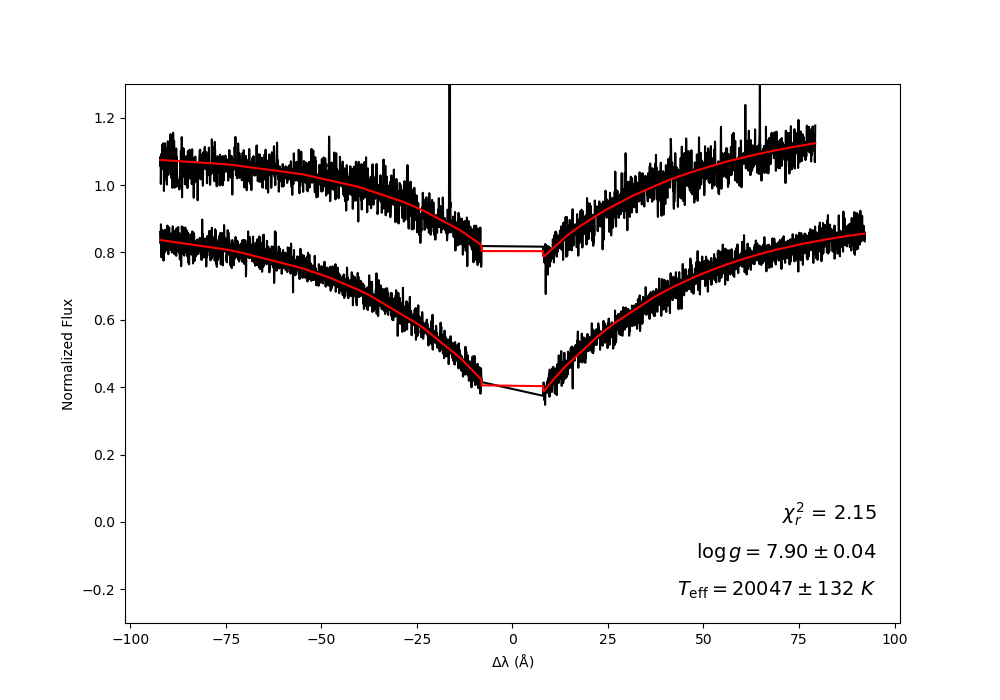 1.2
1.0
0.8
0.6
0.4
0.2
0.0
−0.2
Normalized Flux
χ²ᵣ = 2.15
log g = 7.90 ± 0.04
T_eff = 20047 ± 132 K
−100 −75 −50 −25 0 25 50 75 100
Δλ (Å)